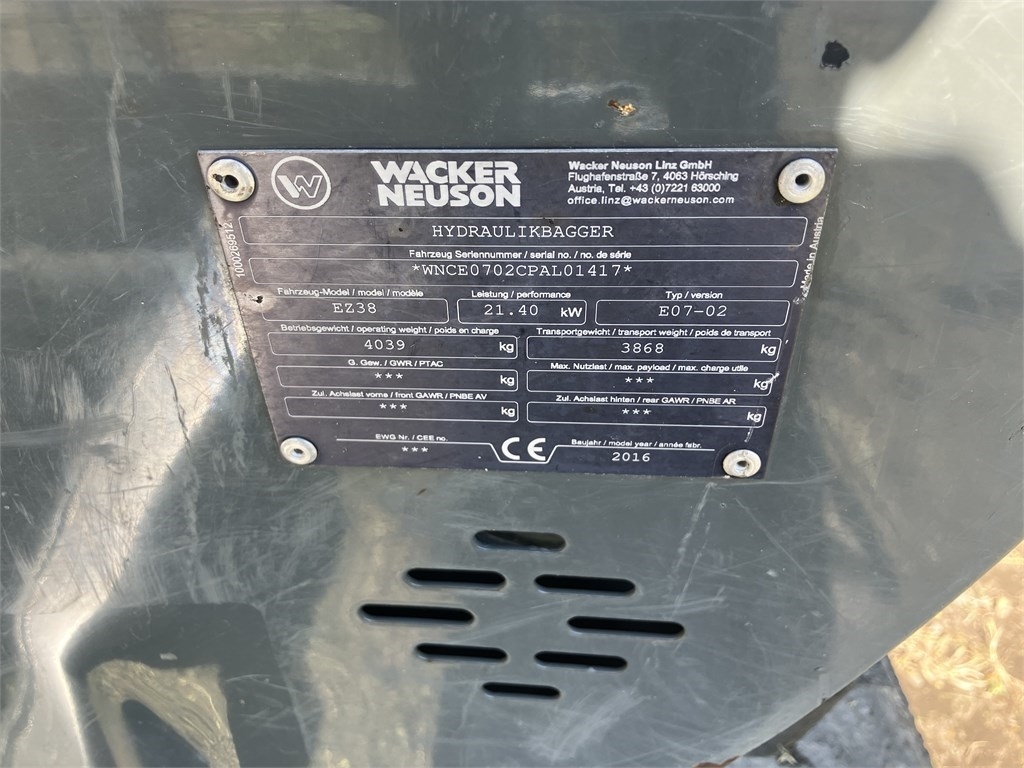 W
WACKER
NEUSON
Wacker Neuson Linz GmbH
Flughafenstraße 7, 4063 Hörsching
Austria, Tel. +43 (0)7221 63000
office.linz@wackerneuson.com
1000269512
Made in Austria
HYDRAULIKBAGGER
Fahrzeug Seriennummer / serial no. / no. de série
*WNCE0702CPAL01417*
Fahrzeug-Model / model / modèle
Leistung / performance
Typ / version
EZ38
21.40 kW
E07-02
Betriebsgewicht / operating weight / poids en charge
Transportgewicht / transport weight / poids de transport
4039 kg
3868 kg
G. Gew. / GWR / PTAC
Max. Nutzlast / max. payload / max. charge utile
*** kg
*** kg
Zul. Achslast vorne / front GAWR / PNBE AV
Zul. Achslast hinten / rear GAWR / PNBE AR
*** kg
*** kg
EWG Nr. / CEE no.
***
CE
Baujahr / model year / année fabr.
2016